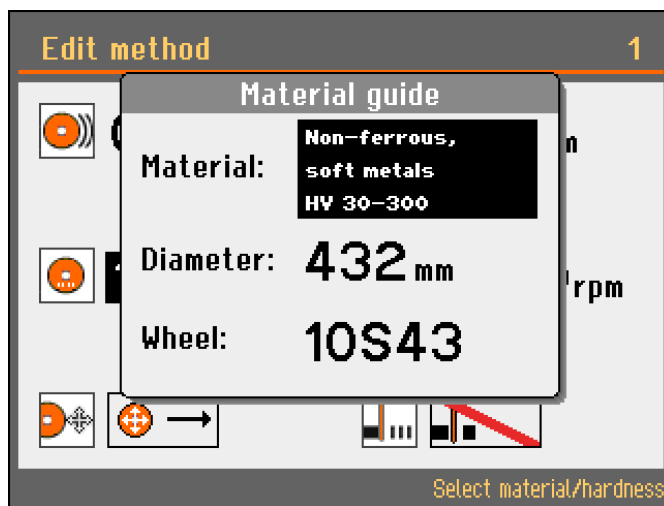 Edit method 1
Material guide
Material: Non-ferrous,
soft metals
HV 30-300
Diameter: 432 mm
rpm
Wheel: 10S43
Select material/hardness